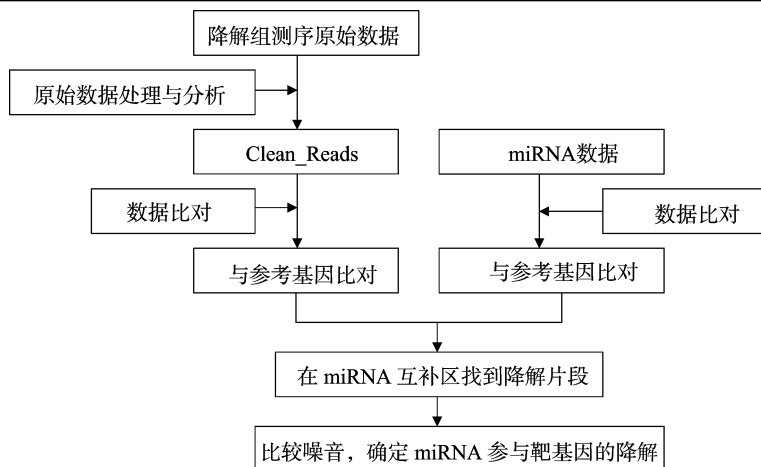 降解组测序原始数据
原始数据处理与分析
Clean_Reads
miRNA数据
数据比对
数据比对
与参考基因比对
与参考基因比对
在 miRNA 互补区找到降解片段
比较噪音，确定 miRNA 参与靶基因的降解